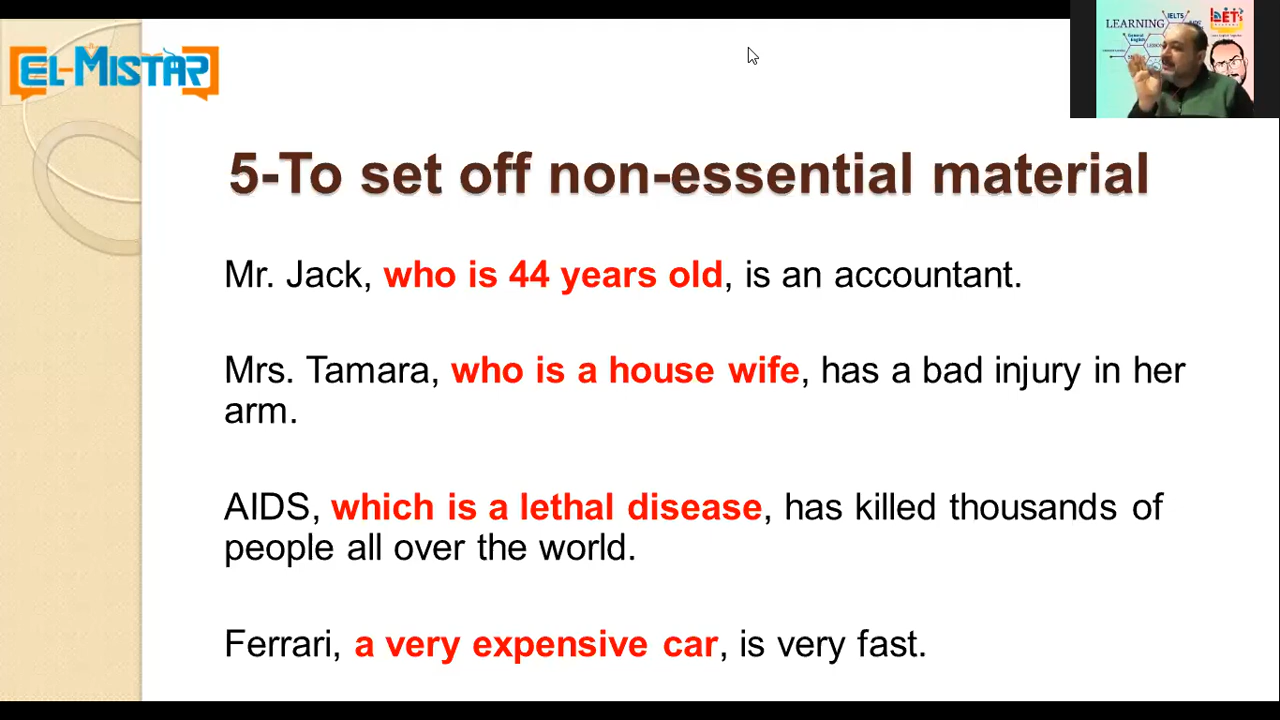 EL-MISTAR
LEARNING
IELTS
General
English
5-To set off non-essential material
Mr. Jack, who is 44 years old, is an accountant.
Mrs. Tamara, who is a house wife, has a bad injury in her
arm.
AIDS, which is a lethal disease, has killed thousands of
people all over the world.
Ferrari, a very expensive car, is very fast.